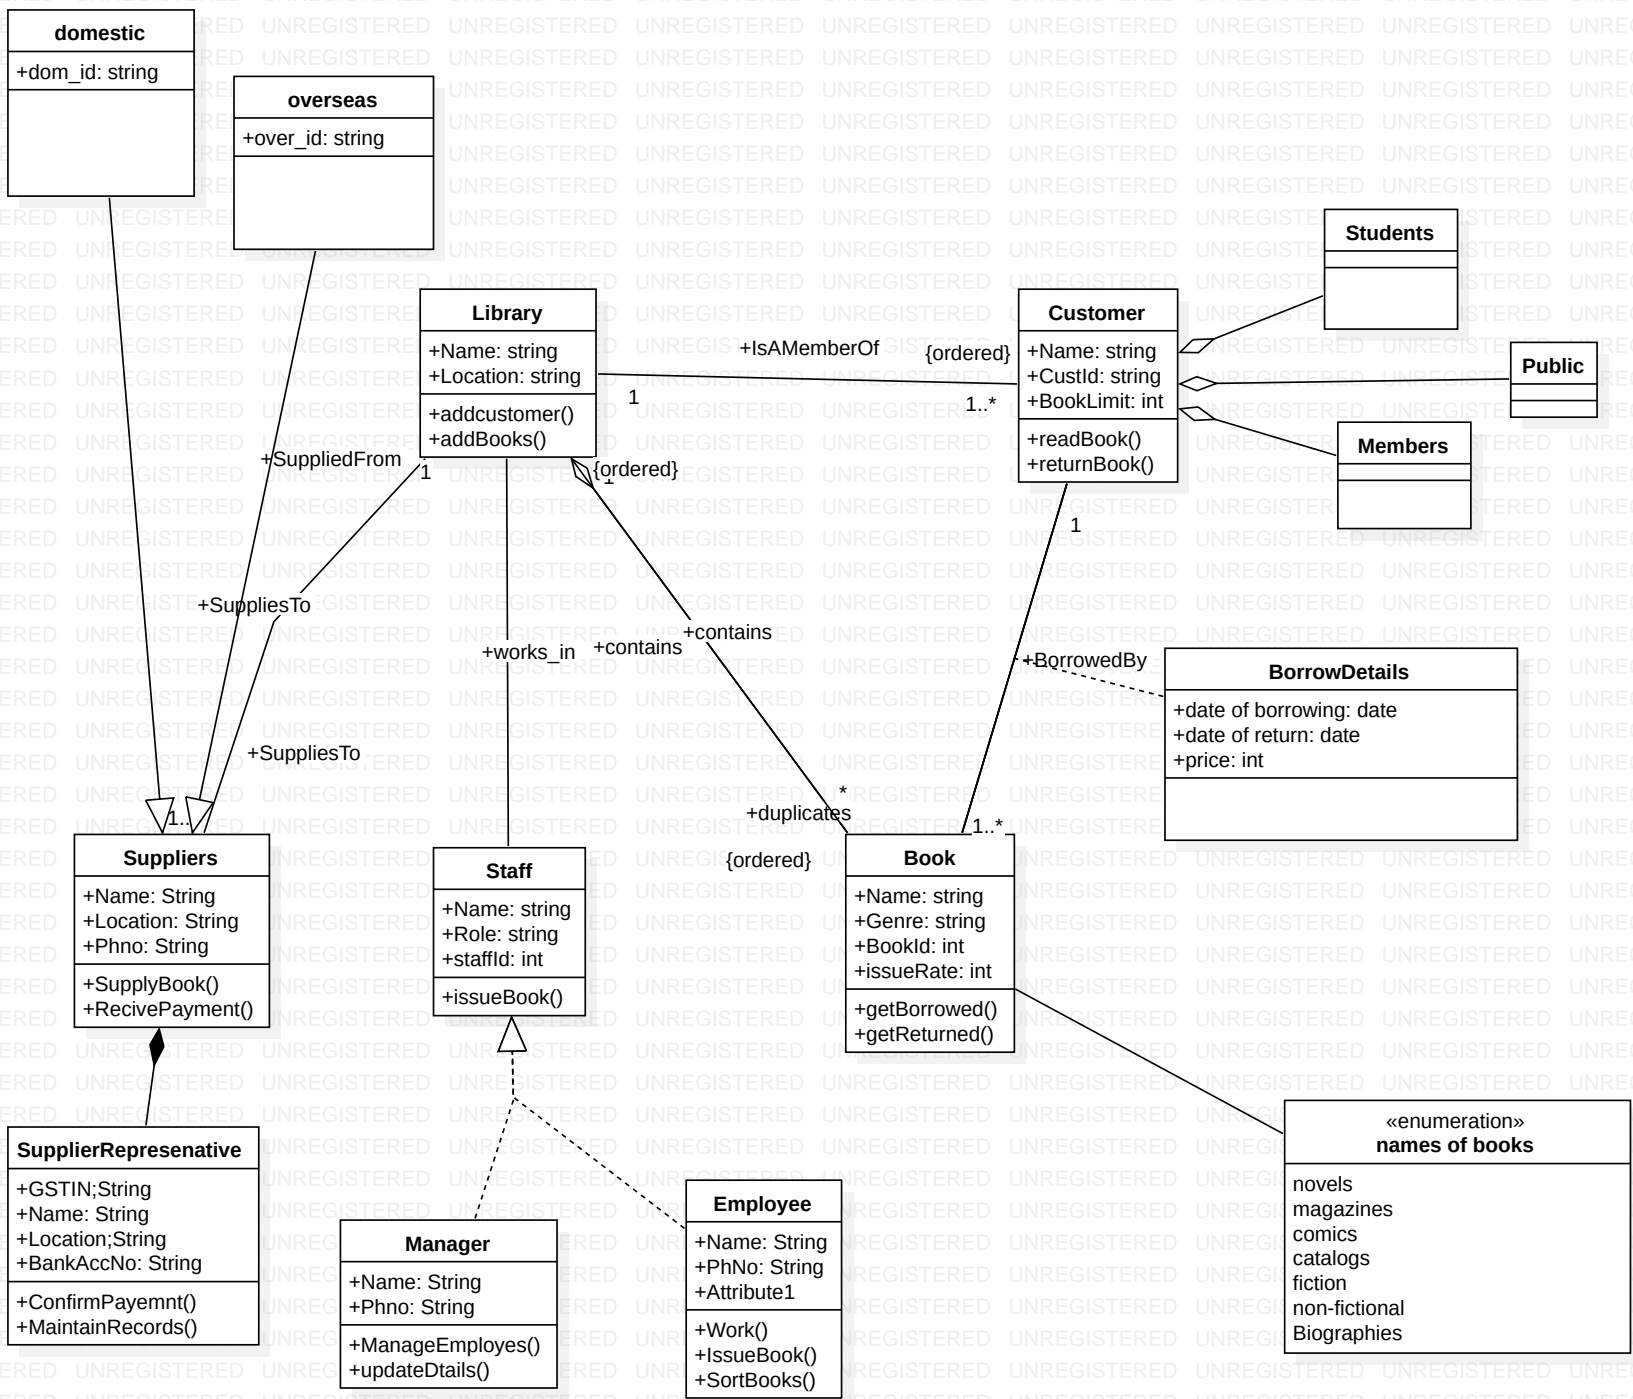 domestic
+dom_id: string
overseas
+over_id: string
Library
+Name: string
+Location: string
+addcustomer()
+addBooks()
+IsAMemberOf
{ordered}
1
1..*
Customer
+Name: string
+CustId: string
+BookLimit: int
+readBook()
+returnBook()
Students
Public
Members
+SuppliedFrom
1
{ordered}
1
1
+SuppliesTo
+works_in
+contains
+contains
+BorrowedBy
BorrowDetails
+date of borrowing: date
+date of return: date
+price: int
+SuppliesTo
*
+duplicates
{ordered}
1..
1..*
Suppliers
+Name: String
+Location: String
+Phno: String
+SupplyBook()
+RecivePayment()
Staff
+Name: string
+Role: string
+staffId: int
+issueBook()
Book
+Name: string
+Genre: string
+BookId: int
+issueRate: int
+getBorrowed()
+getReturned()
SupplierRepresenative
+GSTIN;String
+Name: String
+Location;String
+BankAccNo: String
+ConfirmPayemnt()
+MaintainRecords()
Manager
+Name: String
+Phno: String
+ManageEmployes()
+updateDtails()
Employee
+Name: String
+PhNo: String
+Attribute1
+Work()
+IssueBook()
+SortBooks()
«enumeration»
names of books
novels
magazines
comics
catalogs
fiction
non-fictional
Biographies
UNREGISTERED